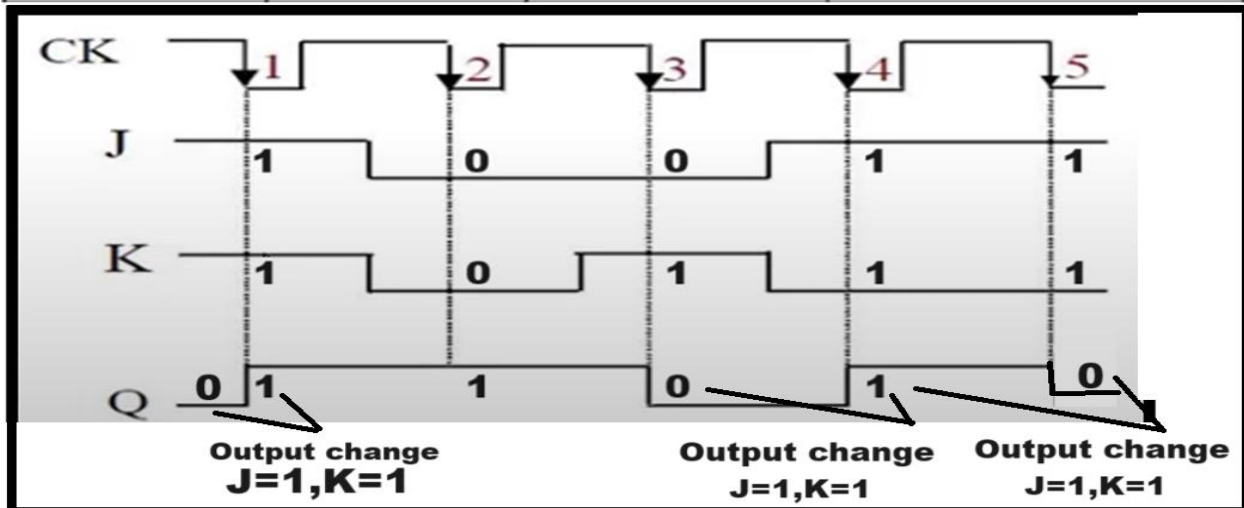 CK 1 2 3 4 5
J 1 0 0 1 1
K 1 0 1 1 1
Q 0 1 1 0 1 0
Output change Output change Output change
J=1,K=1 J=1,K=1 J=1,K=1